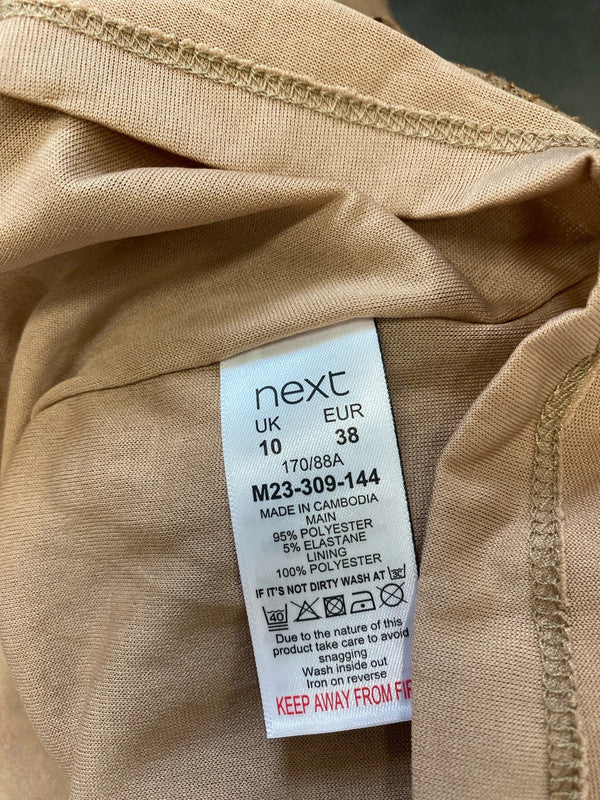 next
UK EUR
10 38
170/88A
M23-309-144
MADE IN CAMBODIA
MAIN
95% POLYESTER
5% ELASTANE
LINING
100% POLYESTER
IF IT'S NOT DIRTY WASH AT
40
Due to the nature of this
product take care to avoid
snagging
Wash inside out
Iron on reverse
KEEP AWAY FROM